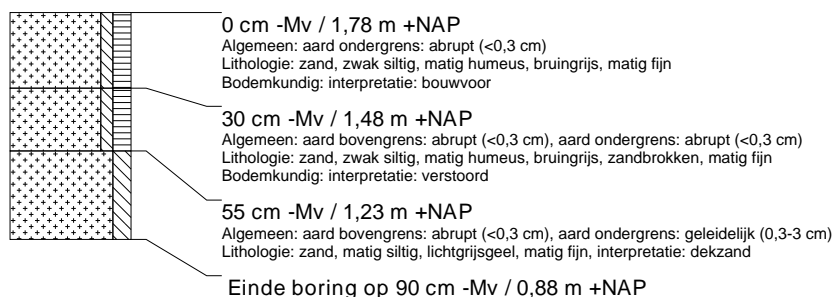 0 cm -Mv / 1,78 m +NAP
Algemeen: aard ondergrens: abrupt (<0,3 cm)
Lithologie: zand, zwak siltig, matig humeus, bruingrijs, matig fijn
Bodemkundig: interpretatie: bouwvoor
30 cm -Mv / 1,48 m +NAP
Algemeen: aard bovengrens: abrupt (<0,3 cm), aard ondergrens: abrupt (<0,3 cm)
Lithologie: zand, zwak siltig, matig humeus, bruingrijs, zandbrokken, matig fijn
Bodemkundig: interpretatie: verstoord
55 cm -Mv / 1,23 m +NAP
Algemeen: aard bovengrens: abrupt (<0,3 cm), aard ondergrens: geleidelijk (0,3-3 cm)
Lithologie: zand, matig siltig, lichtgrijsgeel, matig fijn, interpretatie: dekzand
Einde boring op 90 cm -Mv / 0,88 m +NAP